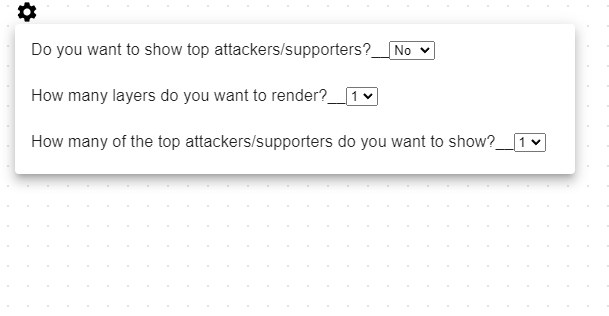 Do you want to show top attackers/supporters?__ No
How many layers do you want to render?__ 1
How many of the top attackers/supporters do you want to show?__ 1